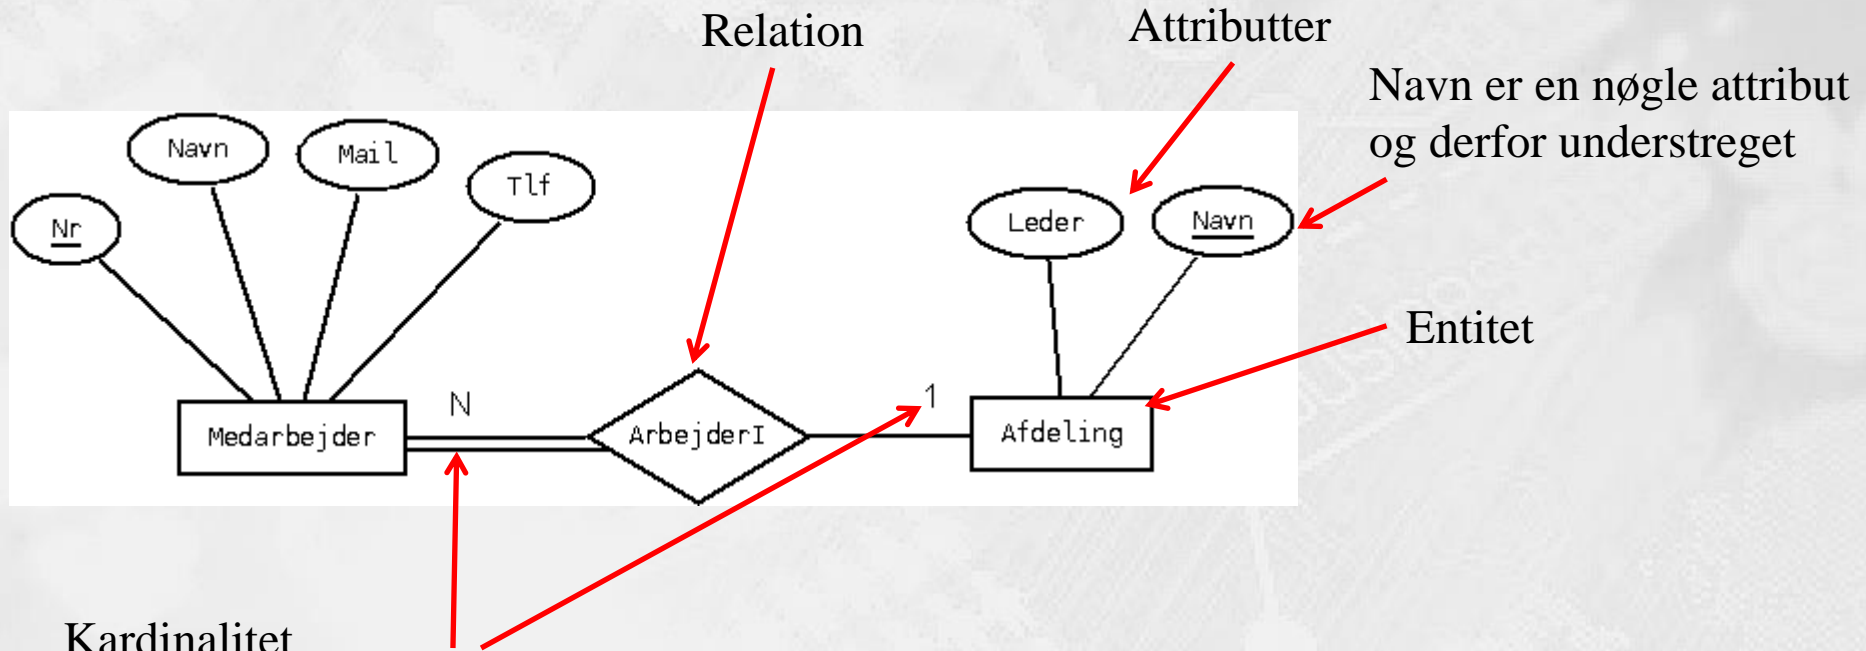 Relation
Attributter
Navn er en nøgle attribut
og derfor understreget
Navn
Mail
Tlf
Nr
Leder
Navn
Entitet
N
1
Medarbejder
ArbejderI
Afdeling
Kardinalitet